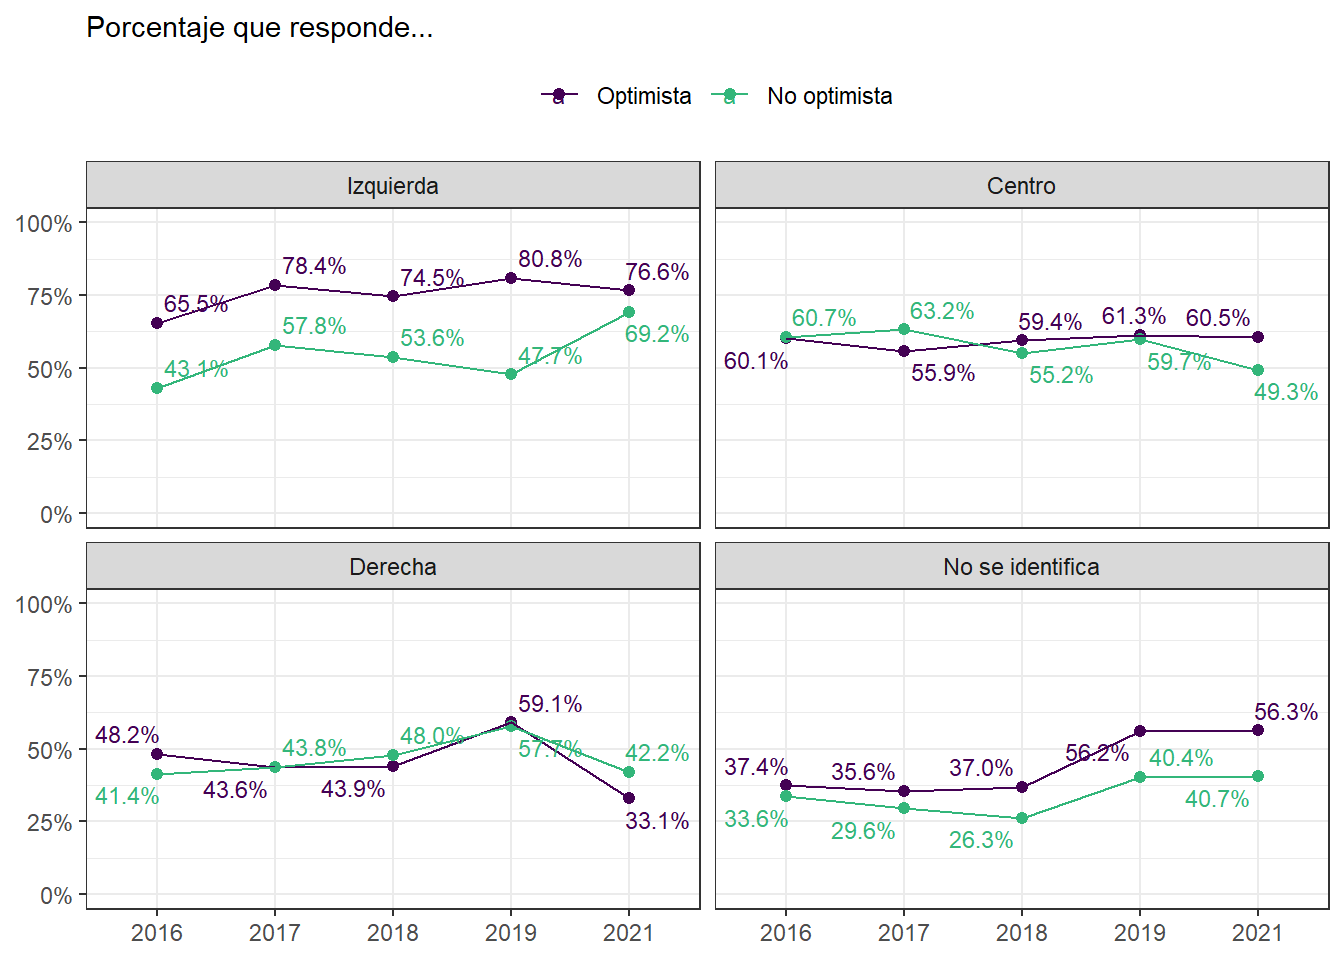 Porcentaje que responde...
a Optimista a No optimista
Izquierda Centro
100%
75%
50%
25%
0%
65.5% 78.4% 74.5% 80.8% 76.6%
43.1% 57.8% 53.6% 47.7% 69.2%
60.7% 63.2% 59.4% 61.3% 60.5%
60.1% 55.9% 55.2% 59.7% 49.3%
Derecha No se identifica
100%
75%
50%
25%
0%
48.2% 43.8% 48.0% 59.1% 42.2%
41.4% 43.6% 43.9% 57.7% 33.1%
37.4% 35.6% 37.0% 56.2% 56.3%
33.6% 29.6% 26.3% 40.4% 40.7%
2016 2017 2018 2019 2021 2016 2017 2018 2019 2021